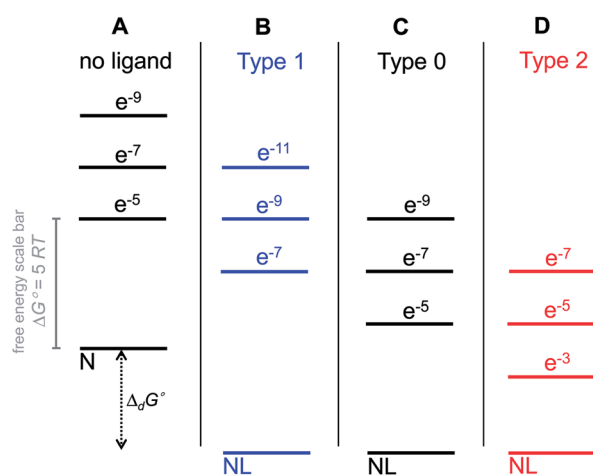 A
B
C
D
no ligand
Type 1
Type 0
Type 2
e⁻⁹
e⁻⁷
e⁻⁵
free energy scale bar
ΔG° = 5 RT
N
Δ_dG°
e⁻¹¹
e⁻⁹
e⁻⁷
NL
e⁻⁹
e⁻⁷
e⁻⁵
NL
e⁻⁷
e⁻⁵
e⁻³
NL